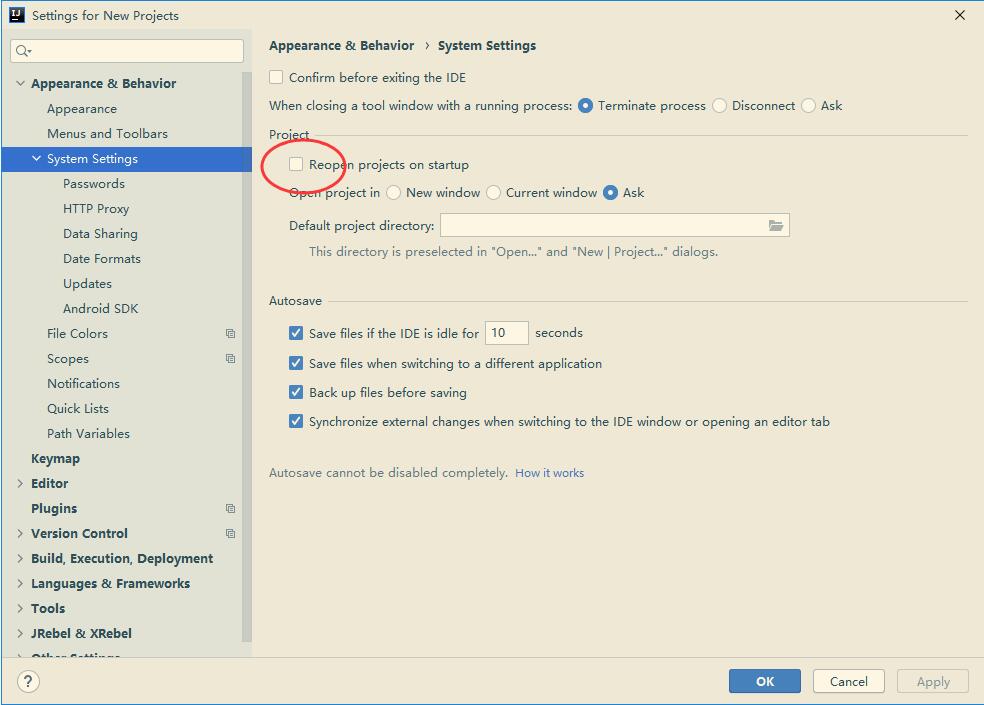 Settings for New Projects
Appearance & Behavior
Appearance
Menus and Toolbars
System Settings
Passwords
HTTP Proxy
Data Sharing
Date Formats
Updates
Android SDK
File Colors
Scopes
Notifications
Quick Lists
Path Variables
Keymap
Editor
Plugins
Version Control
Build, Execution, Deployment
Languages & Frameworks
Tools
JRebel & XRebel
Other Settings
Appearance & Behavior › System Settings
Confirm before exiting the IDE
When closing a tool window with a running process: Terminate process Disconnect Ask
Project
Reopen projects on startup
Open project in New window Current window Ask
Default project directory:
This directory is preselected in "Open..." and "New | Project..." dialogs.
Autosave
Save files if the IDE is idle for 10 seconds
Save files when switching to a different application
Back up files before saving
Synchronize external changes when switching to the IDE window or opening an editor tab
Autosave cannot be disabled completely. How it works
? OK Cancel Apply